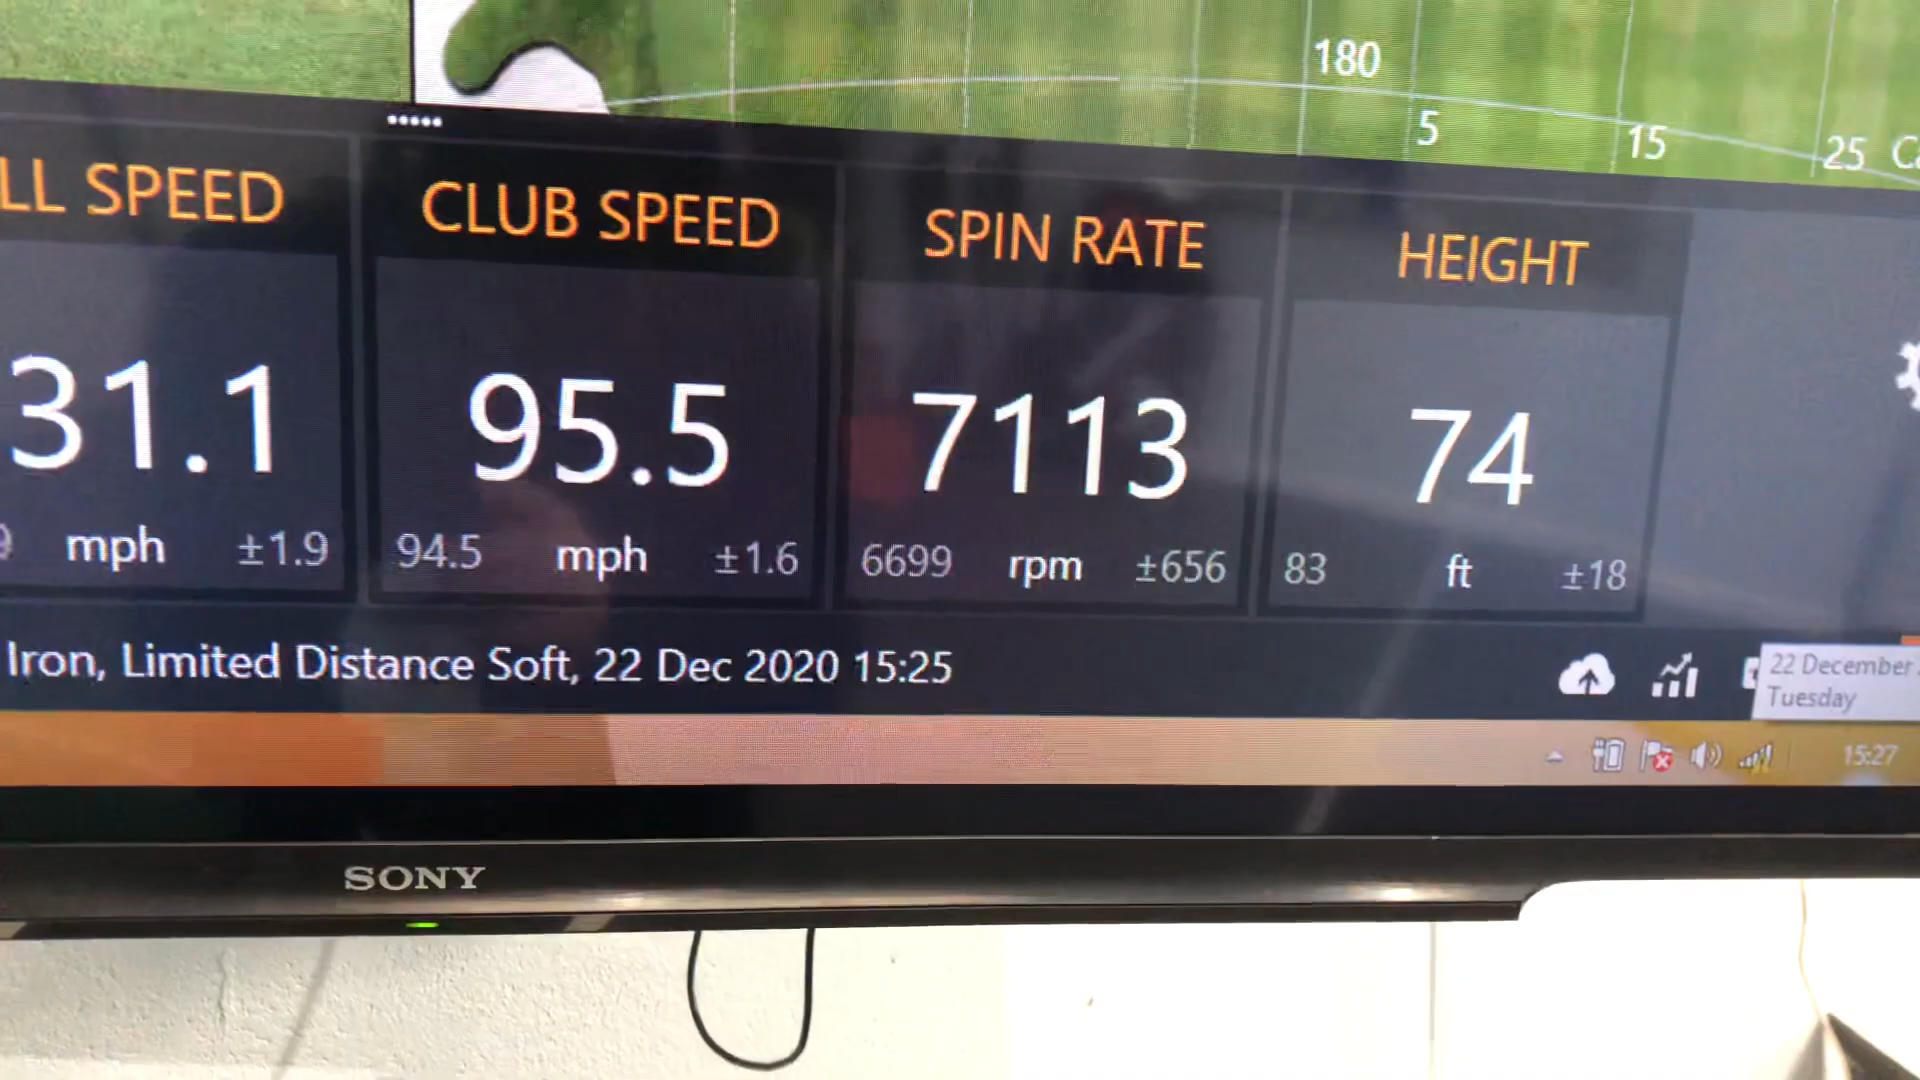 180
5 15 25
LL SPEED CLUB SPEED SPIN RATE HEIGHT
31.1 95.5 7113 74
mph ±1.9 94.5 mph ±1.6 6699 rpm ±656 83 ft ±18
Iron, Limited Distance Soft, 22 Dec 2020 15:25
22 December
Tuesday
15:27
SONY